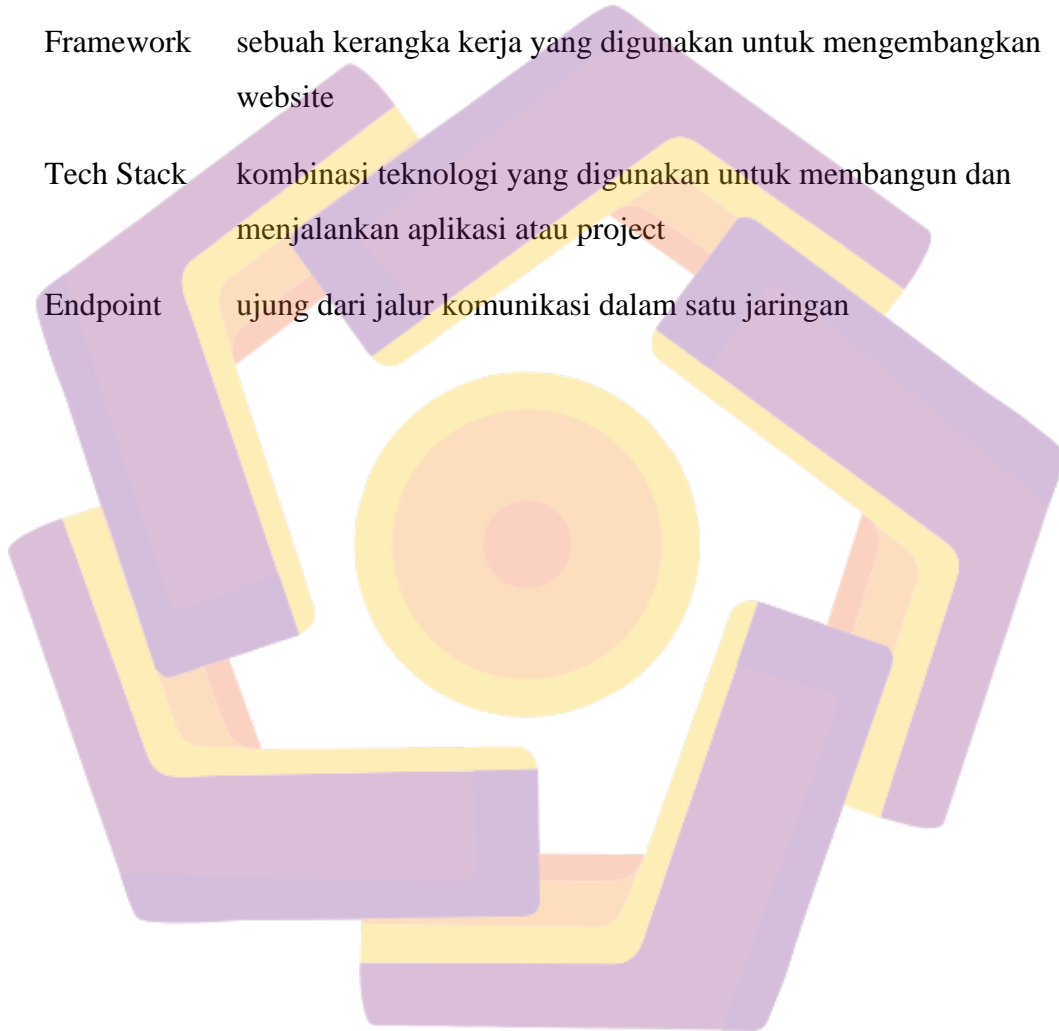 Framework sebuah kerangka kerja yang digunakan untuk mengembangkan
website
Tech Stack kombinasi teknologi yang digunakan untuk membangun dan
menjalankan aplikasi atau project
Endpoint ujung dari jalur komunikasi dalam satu jaringan